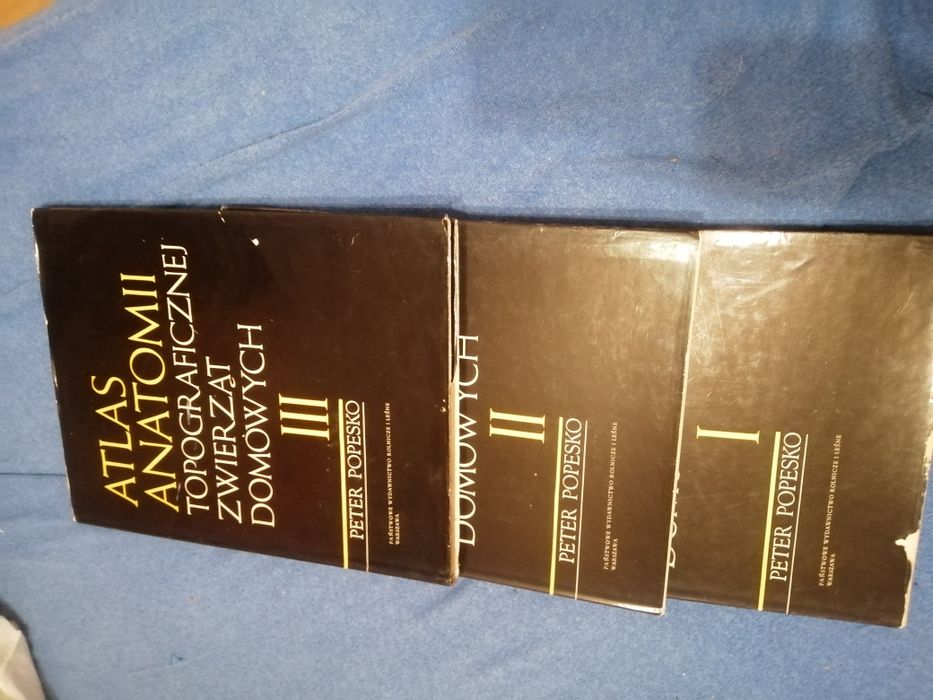 ATLAS
ANATOMII
TOPOGRAFICZNEJ
ZWIERZĄT
DOMOWYCH
III
PETER POPESKO
PAŃSTWOWE WYDAWNICTWO ROLNICZE I LEŚNE
WARSZAWA
DOMOWYCH
II
PETER POPESKO
PAŃSTWOWE WYDAWNICTWO ROLNICZE I LEŚNE
WARSZAWA
I
PETER POPESKO
PAŃSTWOWE WYDAWNICTWO ROLNICZE I LEŚNE